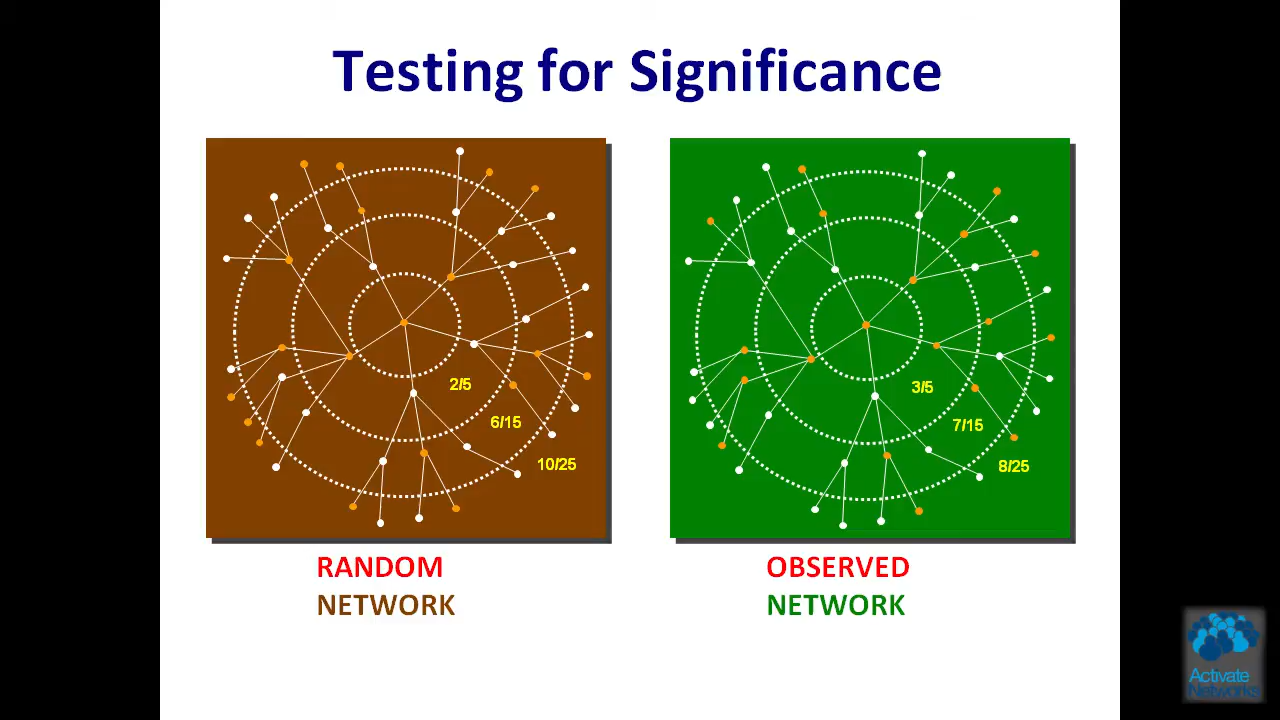 Testing for Significance
2/5
6/15
10/25
3/5
7/15
8/25
RANDOM
NETWORK
OBSERVED
NETWORK
Activate
Networks